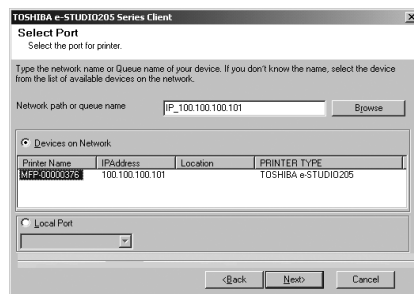 TOSHIBA e-STUDIO205 Series Client
Select Port
Select the port for printer.
Type the network name or Queue name of your device. If you don't know the name, select the device
from the list of available devices on the network.
Network path or queue name IP_100.100.100.101 Browse
Devices on Network
Printer Name IPAddress Location PRINTER TYPE
MFP-00000376 100.100.100.101 TOSHIBA e-STUDIO205
Local Port
<Back Next> Cancel